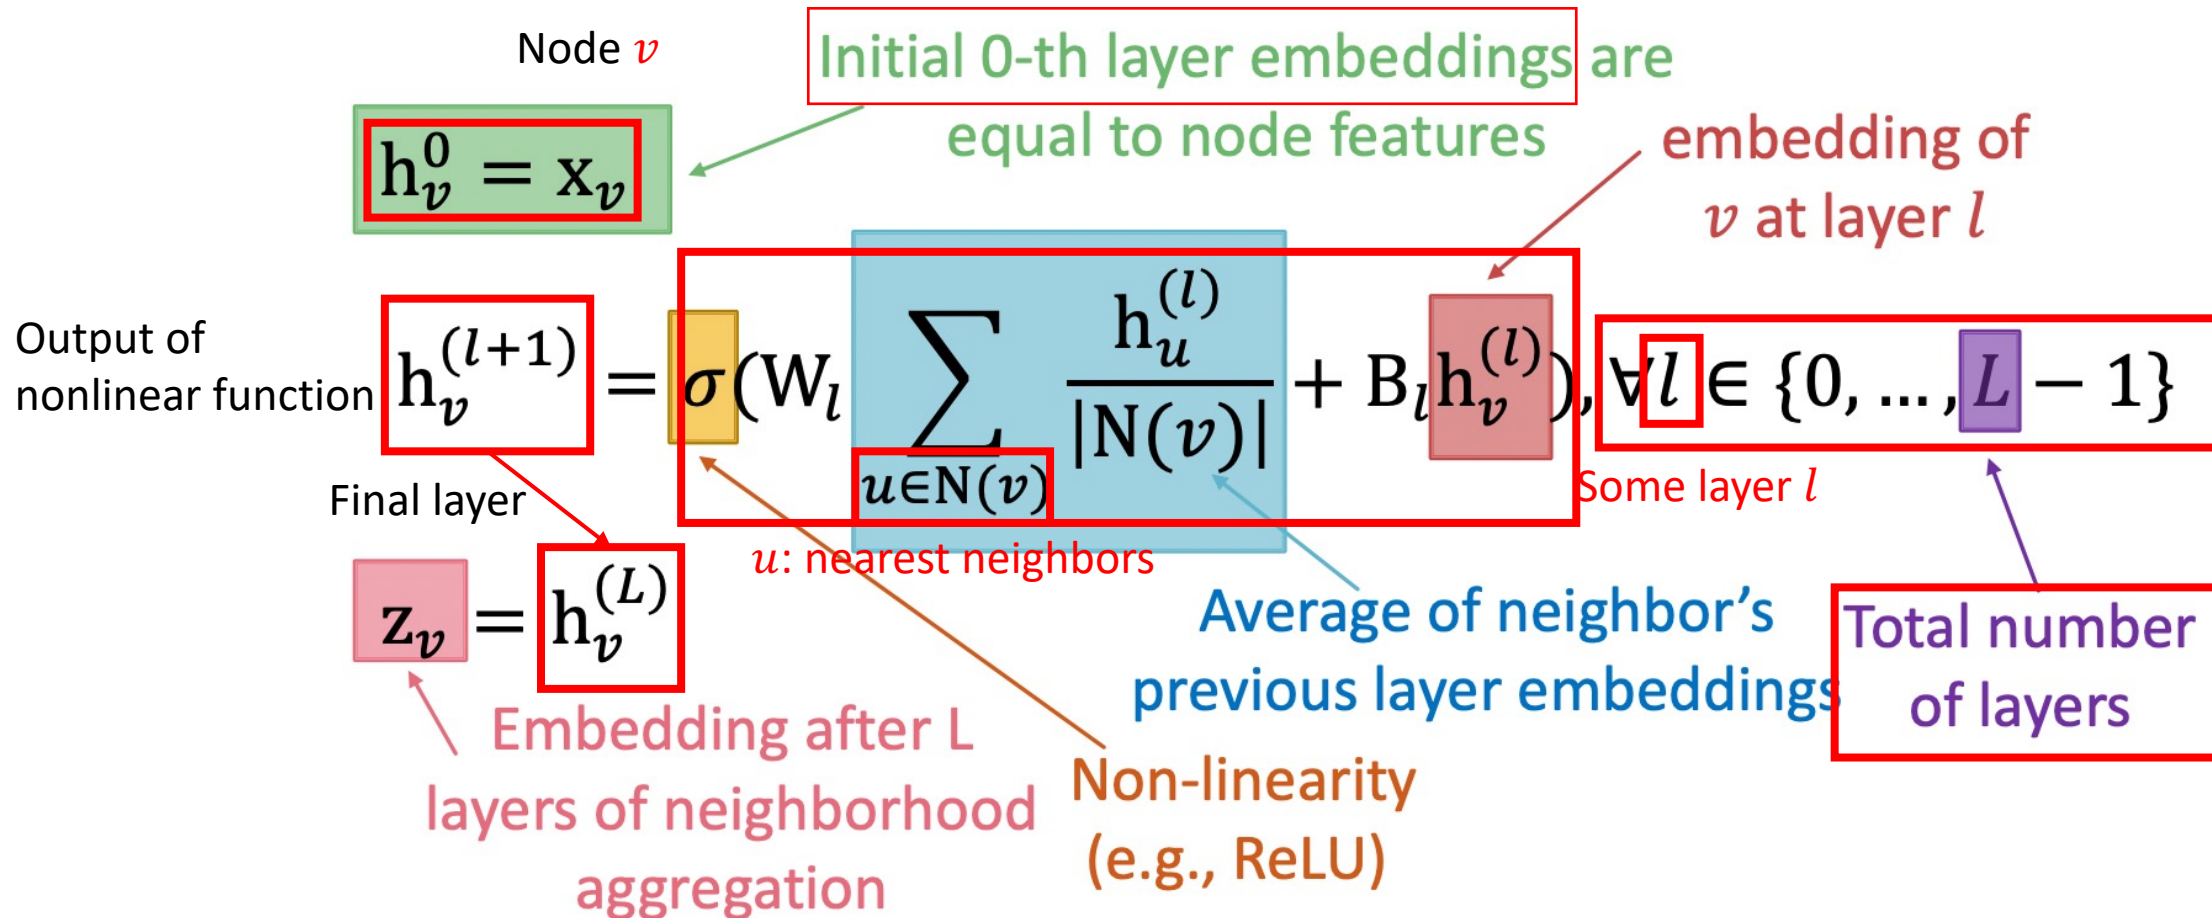 Node v
Initial 0-th layer embeddings are
equal to node features
h_v^0 = x_v
embedding of
v at layer l
Output of
nonlinear function
h_v^{(l+1)} = σ(W_l ∑_{u∈N(v)} h_u^{(l)} / |N(v)| + B_l h_v^{(l)}), ∀l ∈ {0, ..., L − 1}
Some layer l
Final layer
u: nearest neighbors
z_v = h_v^{(L)}
Average of neighbor's
previous layer embeddings
Total number
of layers
Embedding after L
layers of neighborhood
aggregation
Non-linearity
(e.g., ReLU)